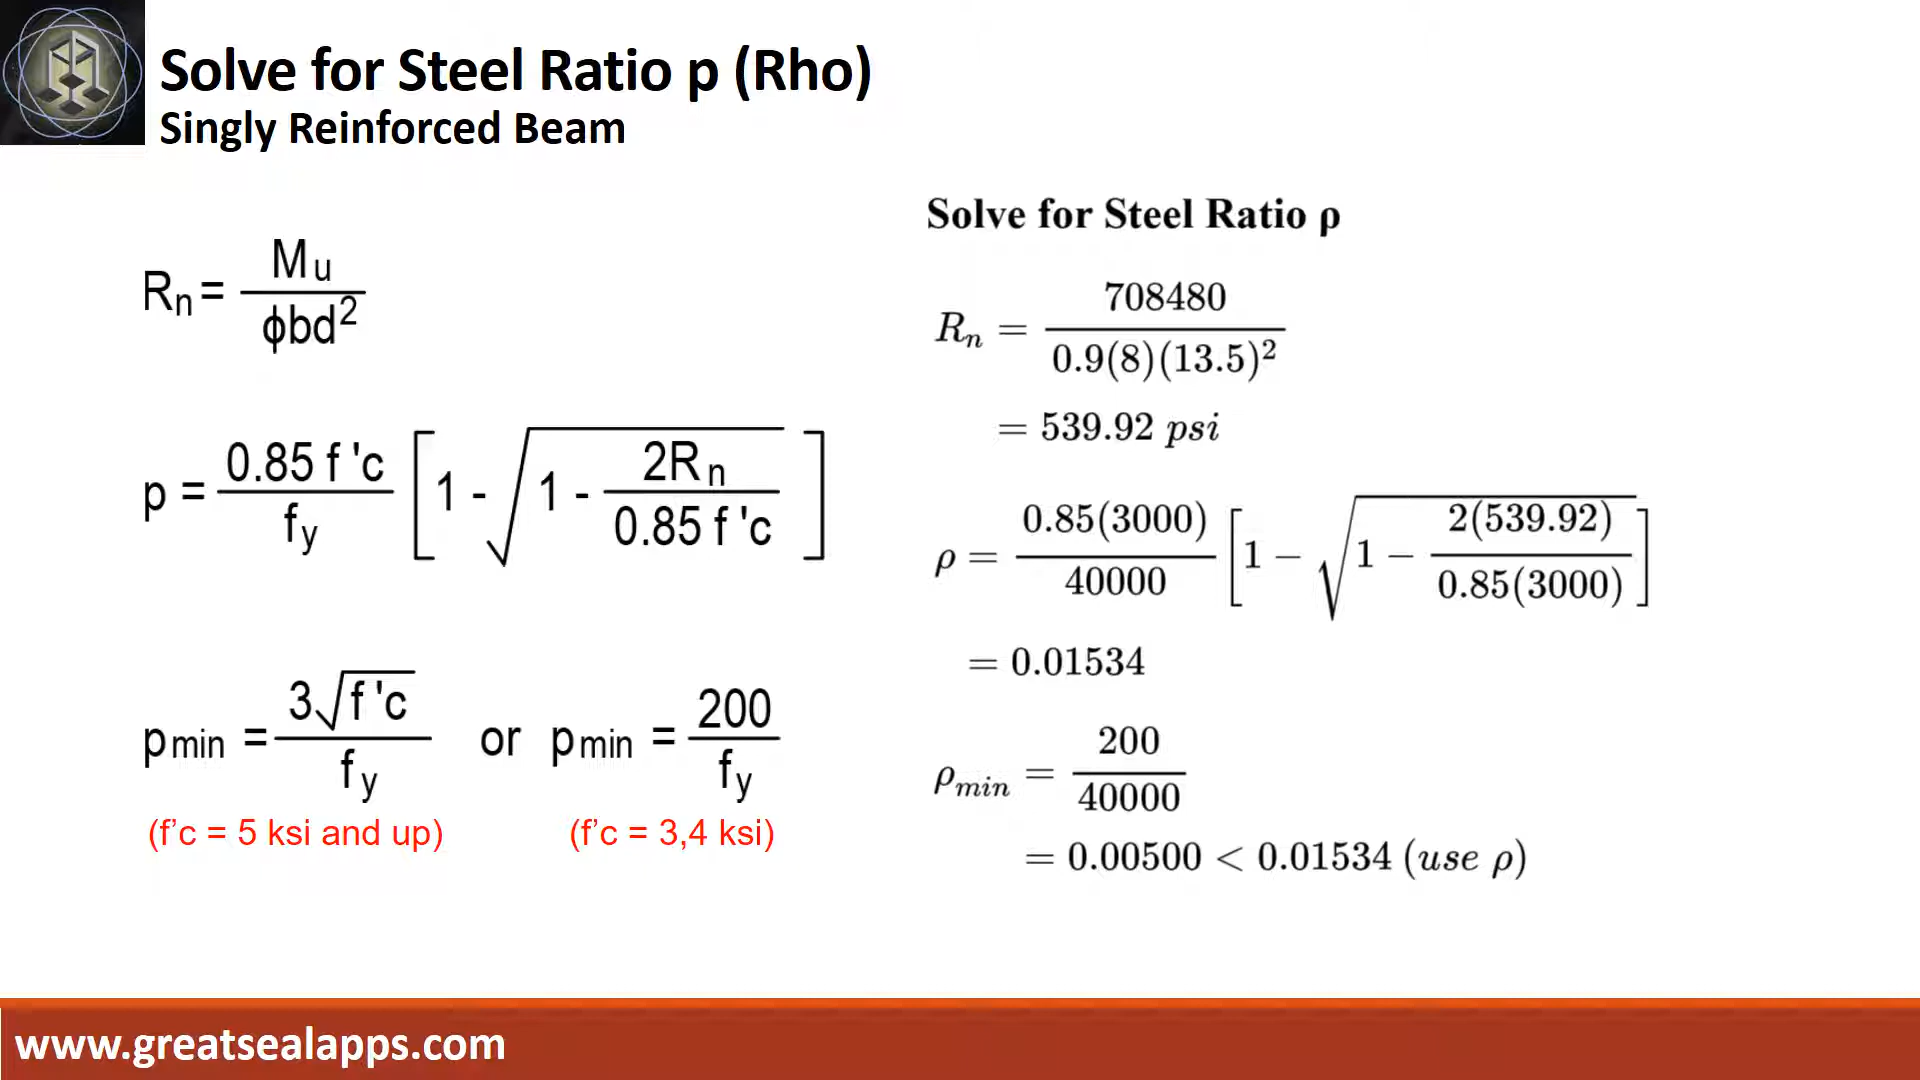 Solve for Steel Ratio p (Rho)
Singly Reinforced Beam
Rn = Mu / ϕbd²
p = 0.85 f 'c / fy [1 - √(1 - 2Rn / 0.85 f 'c)]
pmin = 3√f 'c / fy or pmin = 200 / fy
(f’c = 5 ksi and up) (f’c = 3,4 ksi)
Solve for Steel Ratio ρ
Rn = 708480 / 0.9(8)(13.5)²
= 539.92 psi
ρ = 0.85(3000) / 40000 [1 − √(1 − 2(539.92) / 0.85(3000))]
= 0.01534
ρmin = 200 / 40000
= 0.00500 < 0.01534 (use ρ)
www.greatsealapps.com